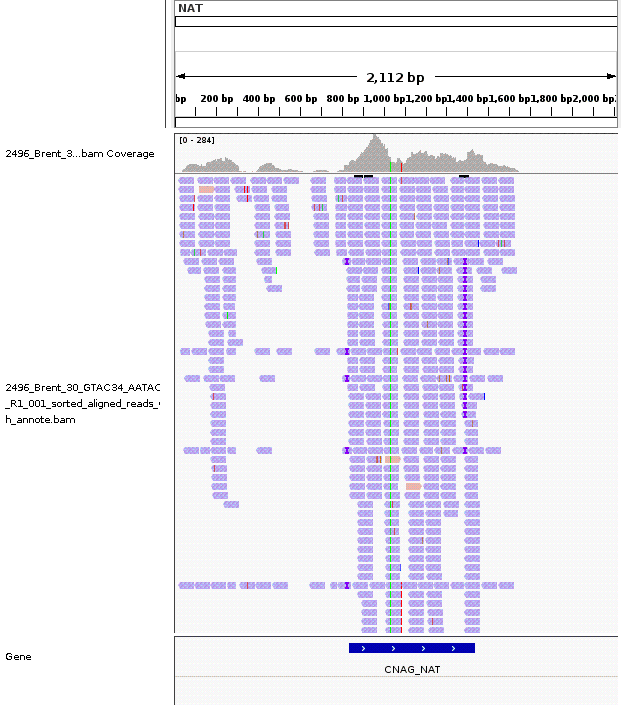 NAT
2,112 bp
bp 200 bp 400 bp 600 bp 800 bp 1,000 bp 1,200 bp 1,400 bp 1,600 bp 1,800 bp 2,000 bp
[0 - 284]
2496_Brent_3...bam Coverage
2496_Brent_30_GTAC34_AATAC
_R1_001_sorted_aligned_reads_
h_annote.bam
Gene
CNAG_NAT